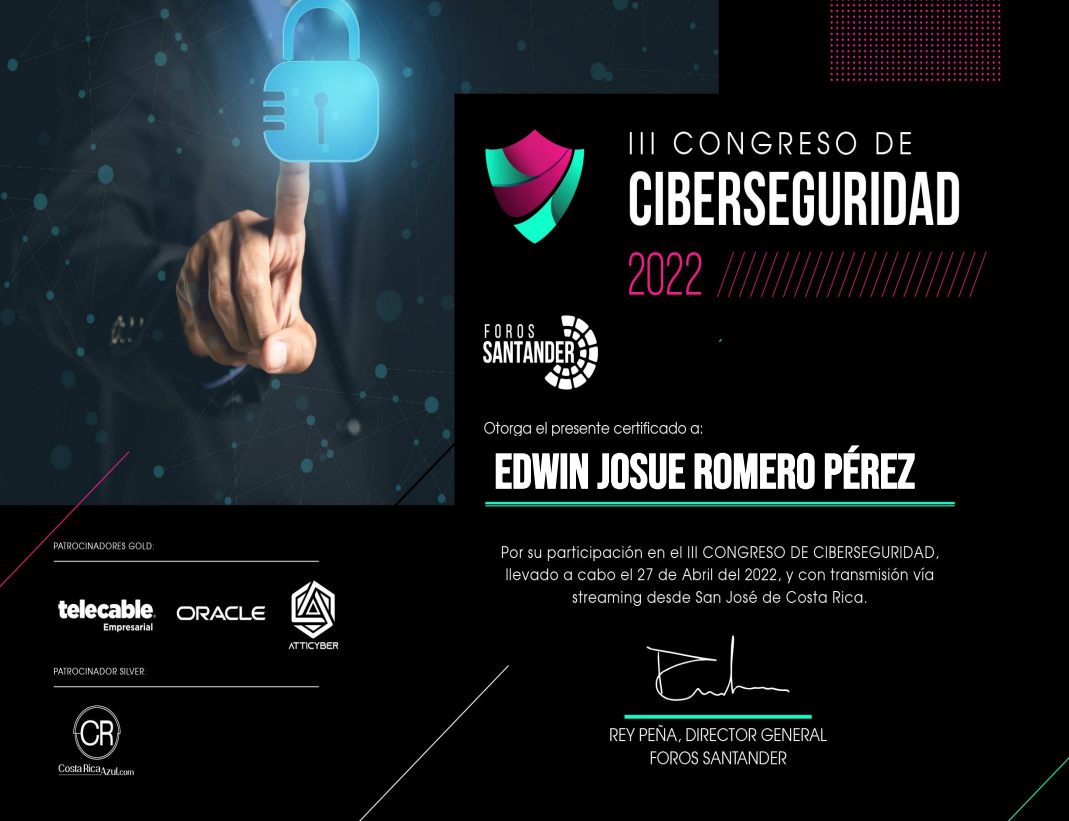 III CONGRESO DE
CIBERSEGURIDAD
2022
FOROS
SANTANDER
Otorga el presente certificado a:
EDWIN JOSUE ROMERO PÉREZ
Por su participación en el III CONGRESO DE CIBERSEGURIDAD,
llevado a cabo el 27 de Abril del 2022, y con transmisión vía
streaming desde San José de Costa Rica.
REY PEÑA, DIRECTOR GENERAL
FOROS SANTANDER
PATROCINADORES GOLD:
telecable
Empresarial
ORACLE
ATTICYBER
PATROCINADOR SILVER:
CR
Costa Rica Azul.com